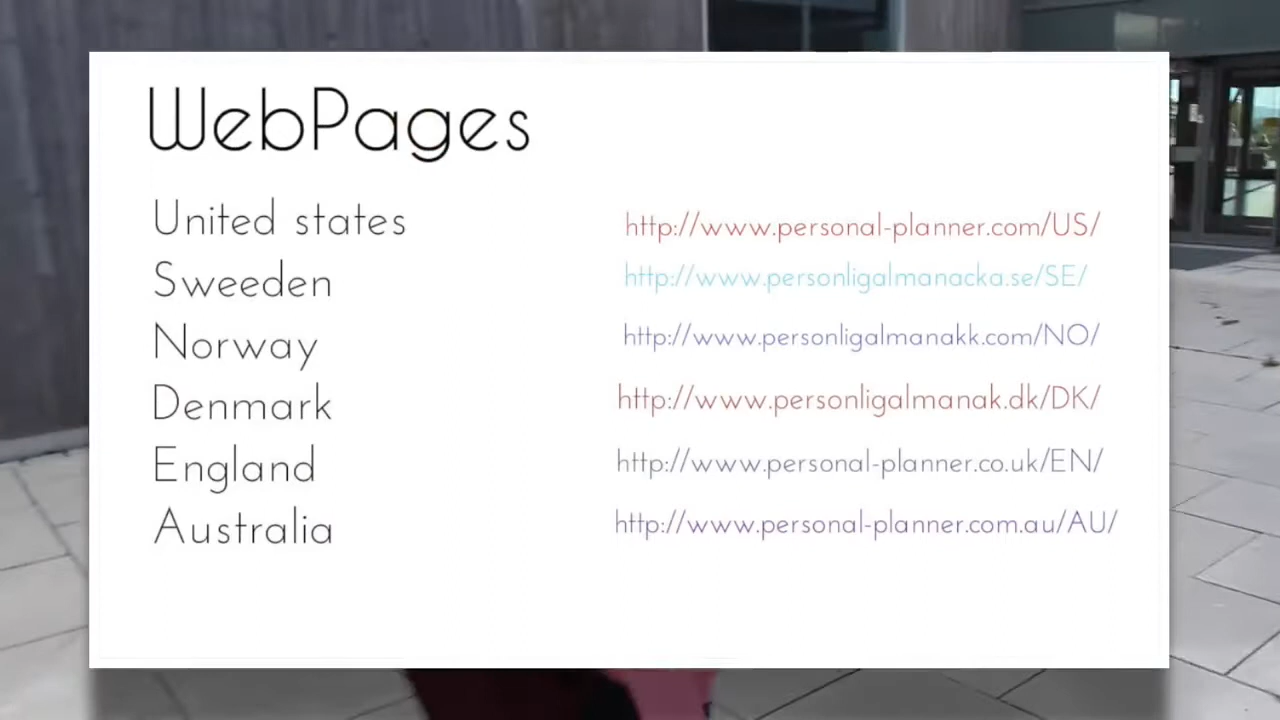 WebPages
United states http://www.personal-planner.com/US/
Sweeden http://www.personligalmanacka.se/SE/
Norway http://www.personligalmanakk.com/NO/
Denmark http://www.personligalmanak.dk/DK/
England http://www.personal-planner.co.uk/EN/
Australia http://www.personal-planner.com.au/AU/